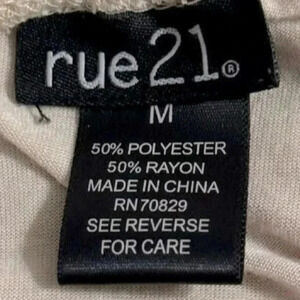 rue21®
M
50% POLYESTER
50% RAYON
MADE IN CHINA
RN70829
SEE REVERSE
FOR CARE